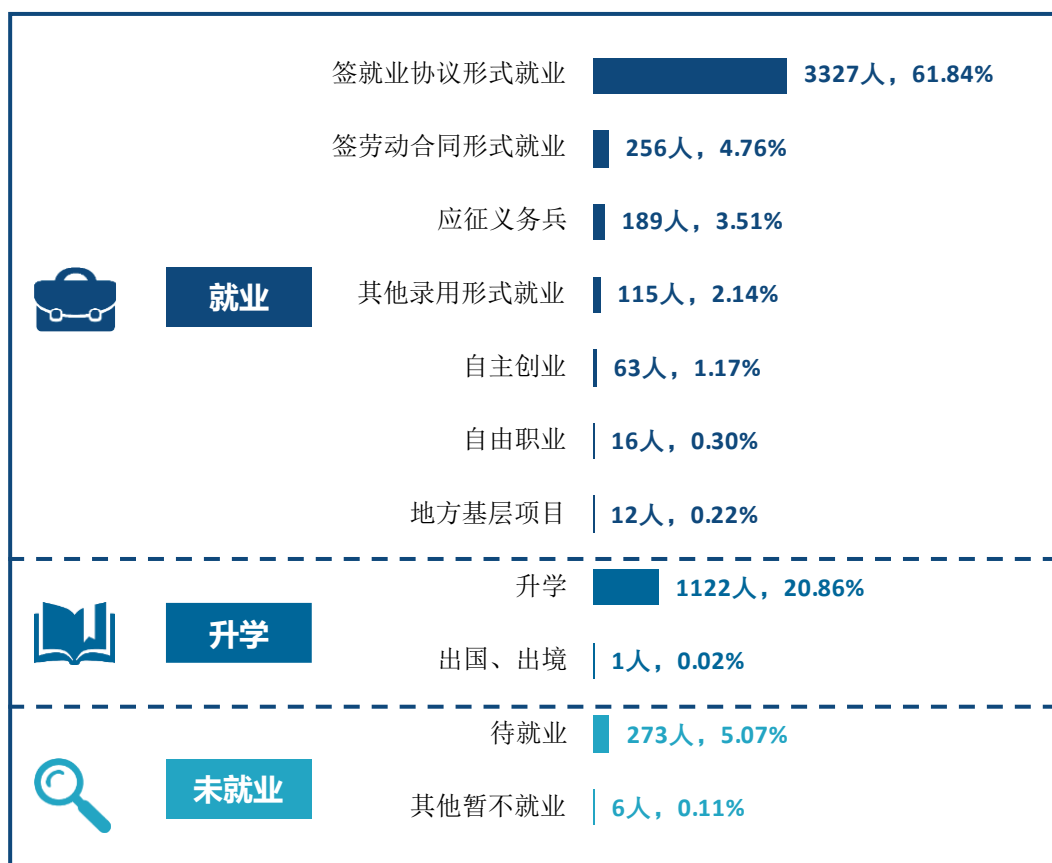 签就业协议形式就业 3327人，61.84%
签劳动合同形式就业 256人，4.76%
应征义务兵 189人，3.51%
就业 其他录用形式就业 115人，2.14%
自主创业 63人，1.17%
自由职业 16人，0.30%
地方基层项目 12人，0.22%
升学 1122人，20.86%
升学
出国、出境 1人，0.02%
待就业 273人，5.07%
未就业
其他暂不就业 6人，0.11%